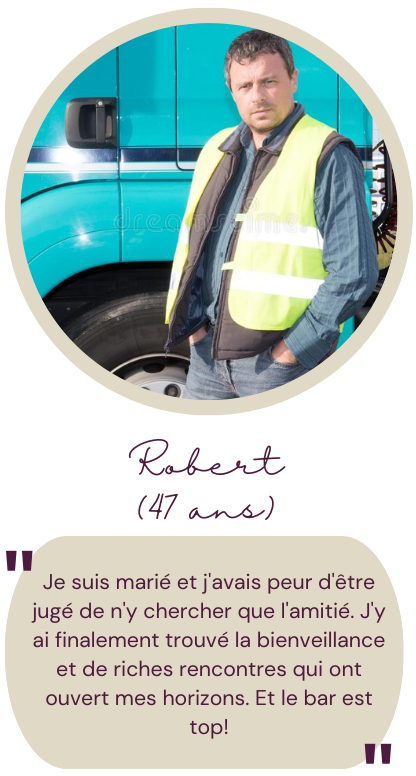 dreamstime
Robert
(47 ans)
"Je suis marié et j'avais peur d'être
jugé de n'y chercher que l'amitié. J'y
ai finalement trouvé la bienveillance
et de riches rencontres qui ont
ouvert mes horizons. Et le bar est
top!"